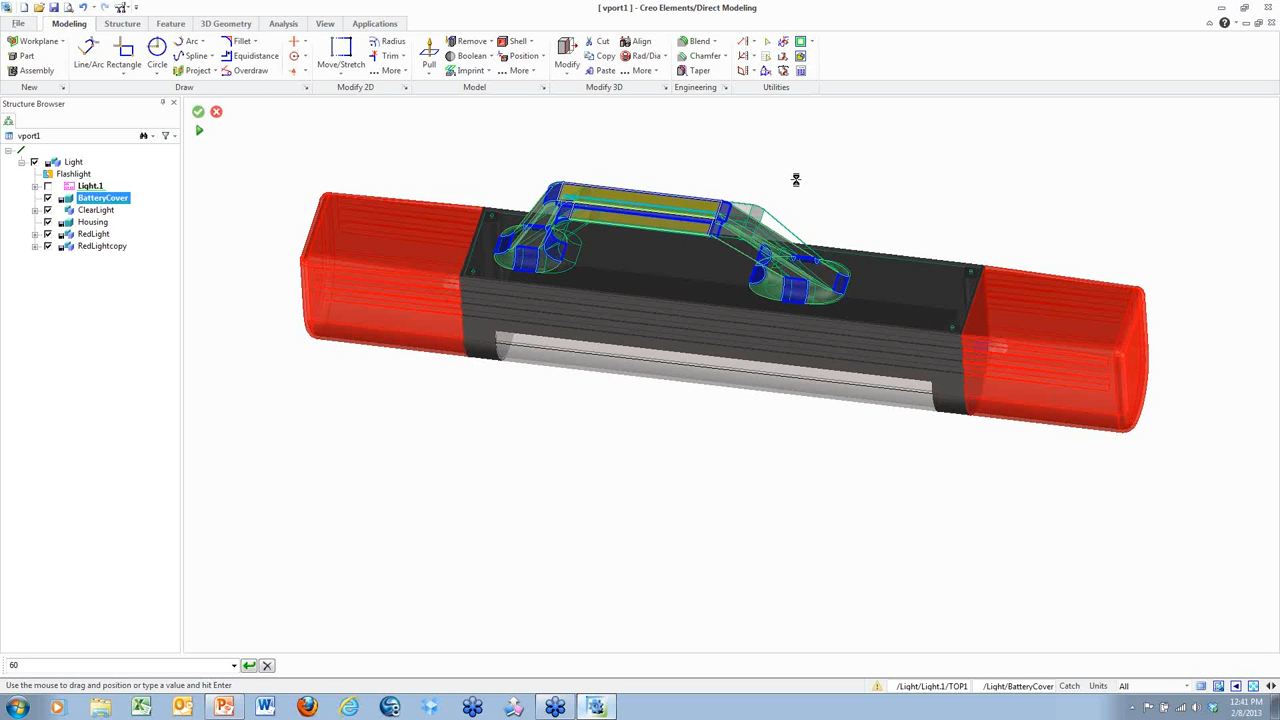 [ vport1 ] - Creo Elements/Direct Modeling
File Modeling Structure Feature 3D Geometry Analysis View Applications
Workplane Arc Fillet Radius Remove Shell Cut Align Blend
Part Spline Equidistance Trim Boolean Position Copy Rad/Dia Chamfer
Assembly Line/Arc Rectangle Circle Project Overdraw Move/Stretch More Pull Imprint More Modify Paste More Taper
New Draw Modify 2D Model Modify 3D Engineering Utilities
Structure Browser
vport1
Light
Flashlight
Light.1
BatteryCover
ClearLight
Housing
RedLight
RedLightcopy
60
Use the mouse to drag and position or type a value and hit Enter
/Light/Light.1/TOP1 /Light/BatteryCover Catch Units All
12:41 PM
2/8/2013